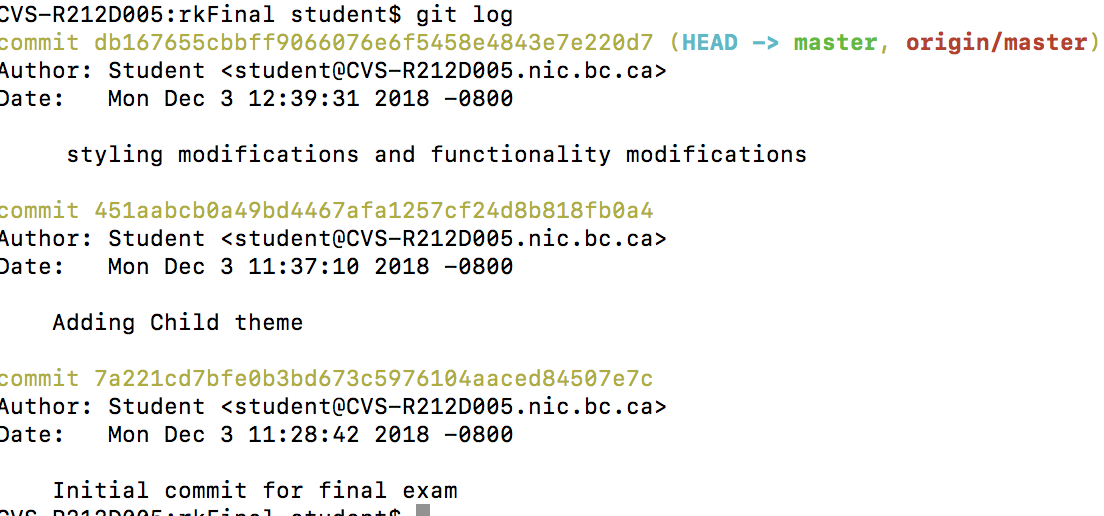 CVS-R212D005:rkFinal student$ git log
commit db167655cbbff9066076e6f5458e4843e7e220d7 (HEAD -> master, origin/master)
Author: Student <student@CVS-R212D005.nic.bc.ca>
Date:   Mon Dec 3 12:39:31 2018 -0800
styling modifications and functionality modifications
commit 451aabcb0a49bd4467afa1257cf24d8b818fb0a4
Author: Student <student@CVS-R212D005.nic.bc.ca>
Date:   Mon Dec 3 11:37:10 2018 -0800
Adding Child theme
commit 7a221cd7bfe0b3bd673c5976104aaced84507e7c
Author: Student <student@CVS-R212D005.nic.bc.ca>
Date:   Mon Dec 3 11:28:42 2018 -0800
Initial commit for final exam
CVS-R212D005:rkFinal student$